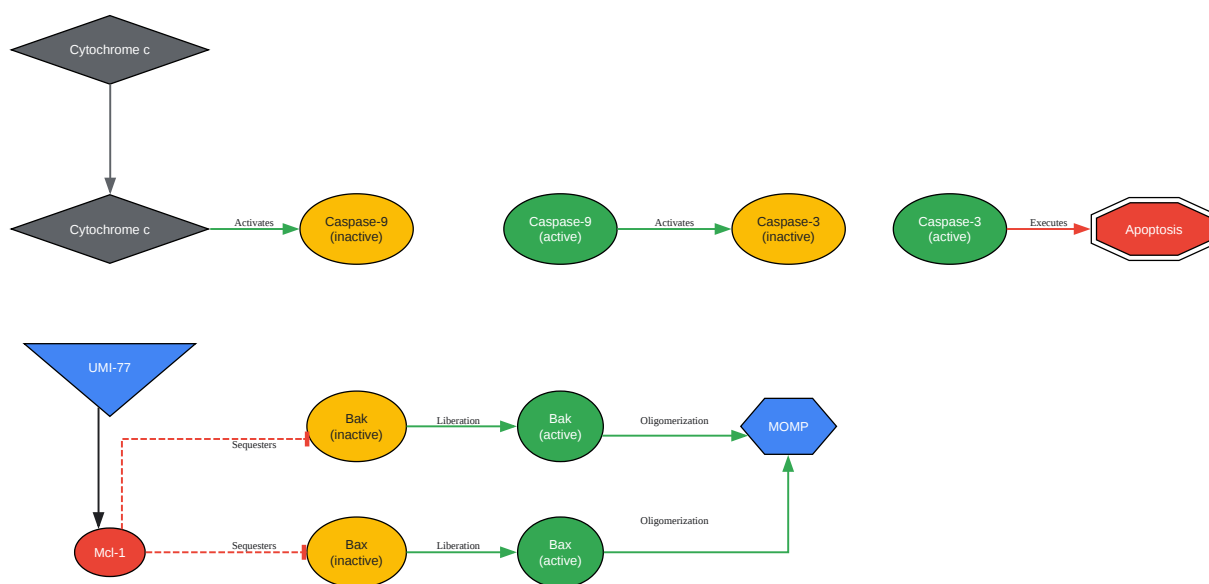 Cytochrome c
Cytochrome c
Activates
Caspase-9
(inactive)
Caspase-9
(active)
Activates
Caspase-3
(inactive)
Caspase-3
(active)
Executes
Apoptosis
UMI-77
Sequesters
Bak
(inactive)
Liberation
Bak
(active)
Oligomerization
MOMP
Mcl-1
Sequesters
Bax
(inactive)
Liberation
Bax
(active)
Oligomerization